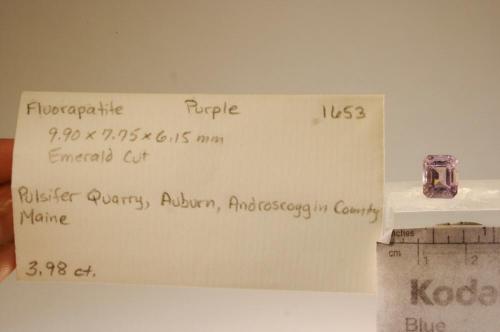 Fluorapatite Purple 1653
9.90 x 7.75 x 6.15 mm
Emerald Cut
Pulsifer Quarry, Auburn, Androscoggin County
Maine
3.98 ct.
inches
cm 1 2
Koda
Blue